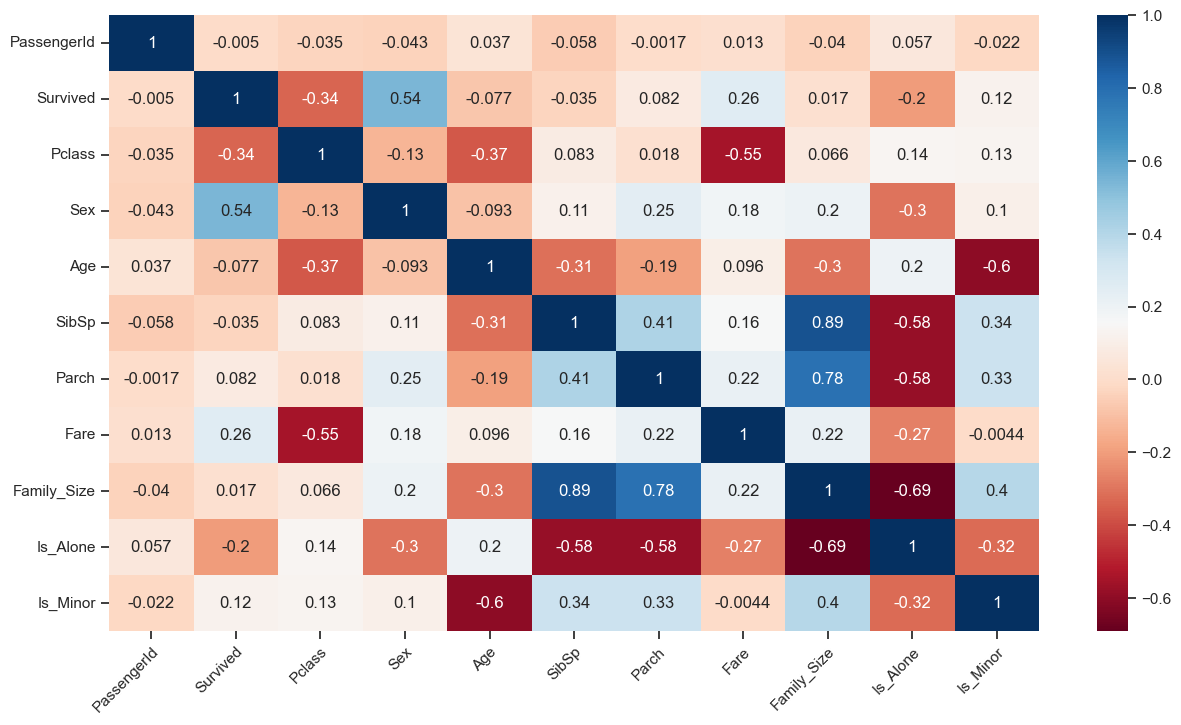 PassengerId 1 -0.005 -0.035 -0.043 0.037 -0.058 -0.0017 0.013 -0.04 0.057 -0.022
Survived -0.005 1 -0.34 0.54 -0.077 -0.035 0.082 0.26 0.017 -0.2 0.12
Pclass -0.035 -0.34 1 -0.13 -0.37 0.083 0.018 -0.55 0.066 0.14 0.13
Sex -0.043 0.54 -0.13 1 -0.093 0.11 0.25 0.18 0.2 -0.3 0.1
Age 0.037 -0.077 -0.37 -0.093 1 -0.31 -0.19 0.096 -0.3 0.2 -0.6
SibSp -0.058 -0.035 0.083 0.11 -0.31 1 0.41 0.16 0.89 -0.58 0.34
Parch -0.0017 0.082 0.018 0.25 -0.19 0.41 1 0.22 0.78 -0.58 0.33
Fare 0.013 0.26 -0.55 0.18 0.096 0.16 0.22 1 0.22 -0.27 -0.0044
Family_Size -0.04 0.017 0.066 0.2 -0.3 0.89 0.78 0.22 1 -0.69 0.4
Is_Alone 0.057 -0.2 0.14 -0.3 0.2 -0.58 -0.58 -0.27 -0.69 1 -0.32
Is_Minor -0.022 0.12 0.13 0.1 -0.6 0.34 0.33 -0.0044 0.4 -0.32 1
PassengerId Survived Pclass Sex Age SibSp Parch Fare Family_Size Is_Alone Is_Minor
1.0
0.8
0.6
0.4
0.2
0.0
−0.2
−0.4
−0.6